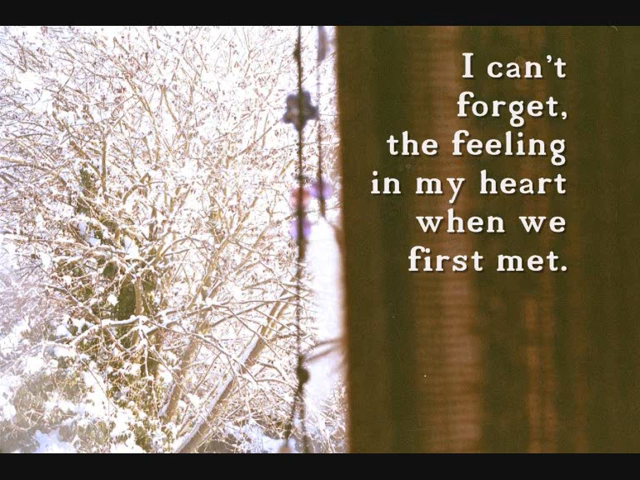 I can't
forget,
the feeling
in my heart
when we
first met.